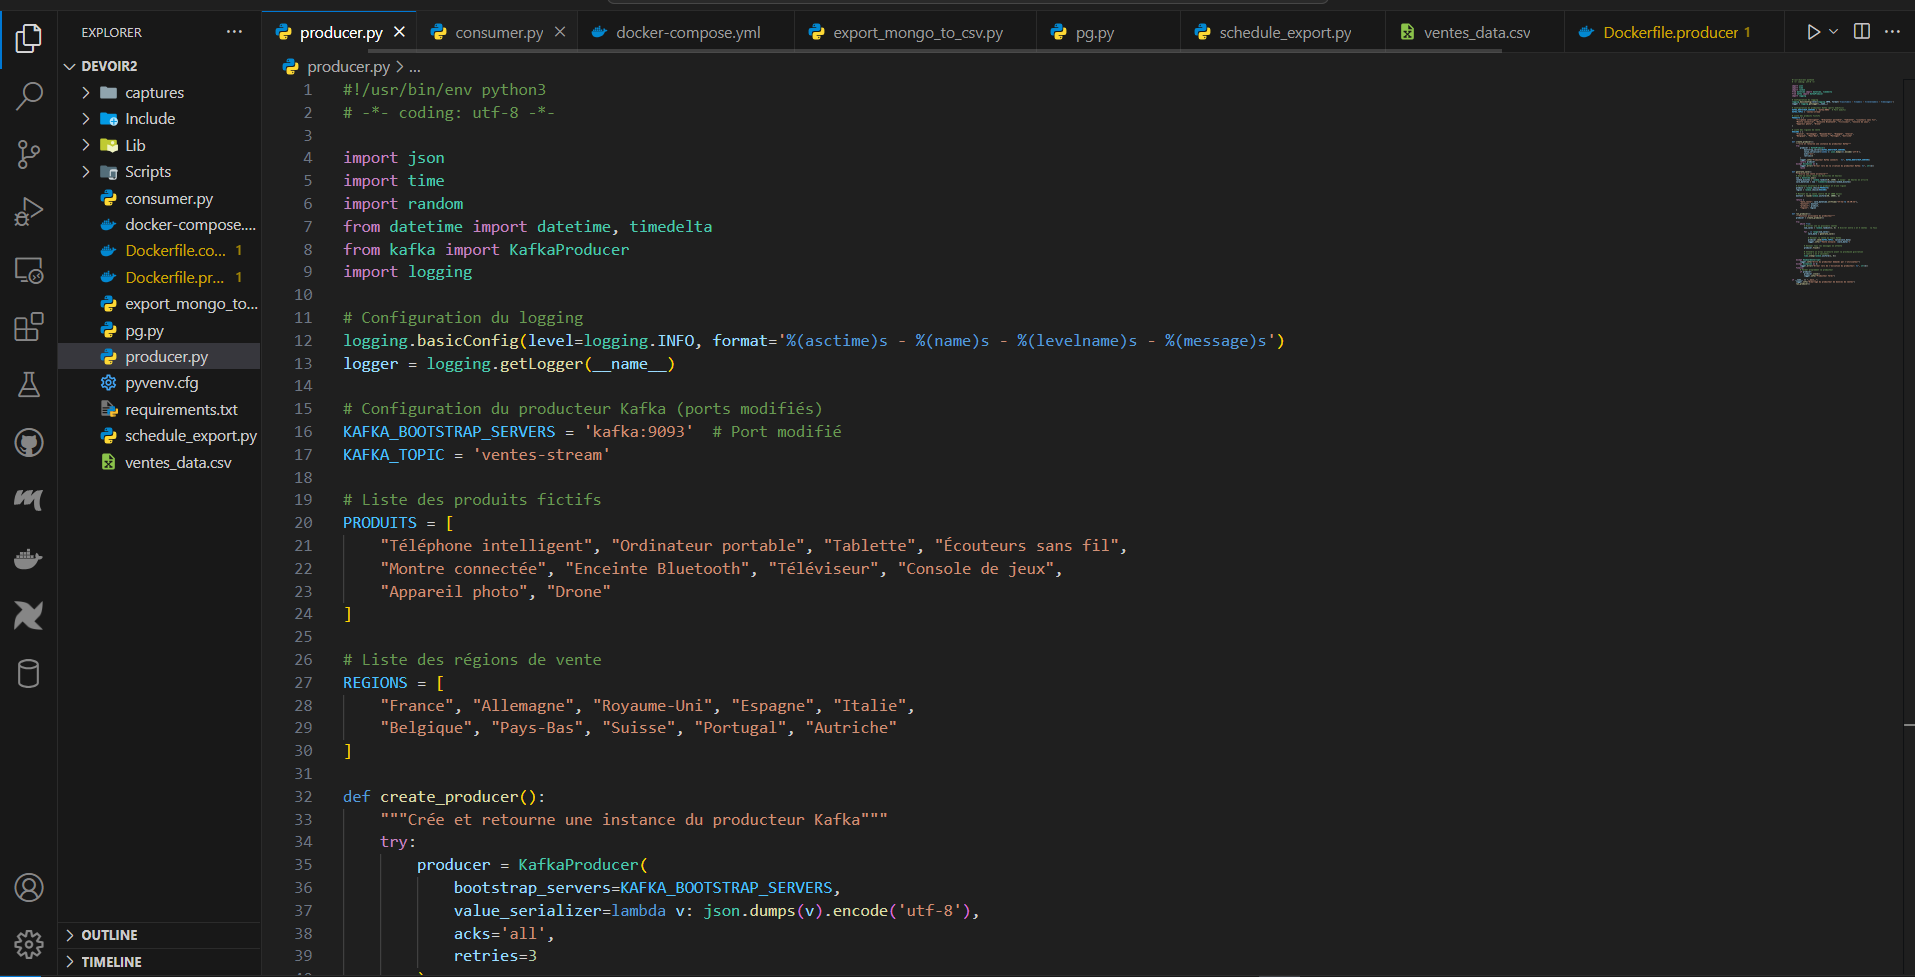 EXPLORER
producer.py
consumer.py
docker-compose.yml
export_mongo_to_csv.py
pg.py
schedule_export.py
ventes_data.csv
Dockerfile.producer 1
DEVOIR2
captures
Include
Lib
Scripts
consumer.py
docker-compose....
Dockerfile.co... 1
Dockerfile.pr... 1
export_mongo_to...
pg.py
producer.py
pyvenv.cfg
requirements.txt
schedule_export.py
ventes_data.csv
OUTLINE
TIMELINE
producer.py > ...
1 #!/usr/bin/env python3
2 # -*- coding: utf-8 -*-
3
4 import json
5 import time
6 import random
7 from datetime import datetime, timedelta
8 from kafka import KafkaProducer
9 import logging
10
11 # Configuration du logging
12 logging.basicConfig(level=logging.INFO, format='%(asctime)s - %(name)s - %(levelname)s - %(message)s')
13 logger = logging.getLogger(__name__)
14
15 # Configuration du producteur Kafka (ports modifiés)
16 KAFKA_BOOTSTRAP_SERVERS = 'kafka:9093'  # Port modifié
17 KAFKA_TOPIC = 'ventes-stream'
18
19 # Liste des produits fictifs
20 PRODUITS = [
21     "Téléphone intelligent", "Ordinateur portable", "Tablette", "Écouteurs sans fil",
22     "Montre connectée", "Enceinte Bluetooth", "Téléviseur", "Console de jeux",
23     "Appareil photo", "Drone"
24 ]
25
26 # Liste des régions de vente
27 REGIONS = [
28     "France", "Allemagne", "Royaume-Uni", "Espagne", "Italie",
29     "Belgique", "Pays-Bas", "Suisse", "Portugal", "Autriche"
30 ]
31
32 def create_producer():
33     """Crée et retourne une instance du producteur Kafka"""
34     try:
35         producer = KafkaProducer(
36             bootstrap_servers=KAFKA_BOOTSTRAP_SERVERS,
37             value_serializer=lambda v: json.dumps(v).encode('utf-8'),
38             acks='all',
39             retries=3